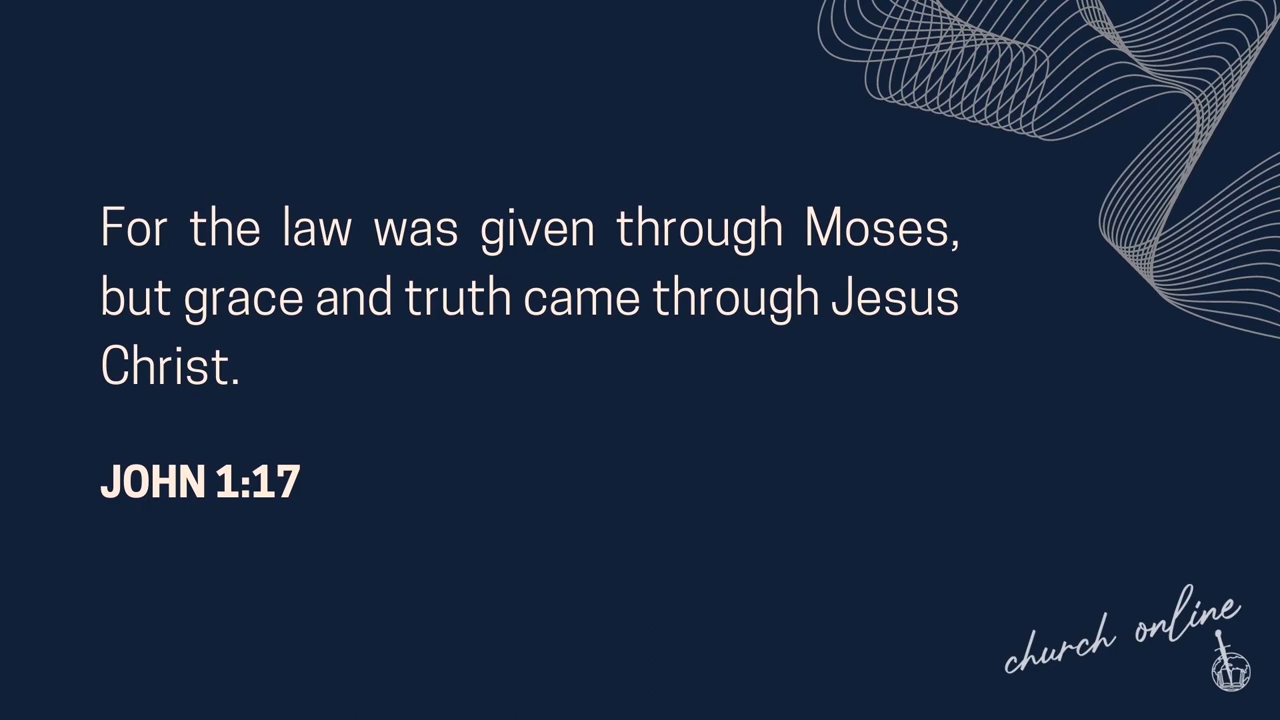 For the law was given through Moses,
but grace and truth came through Jesus
Christ.
JOHN 1:17
church online